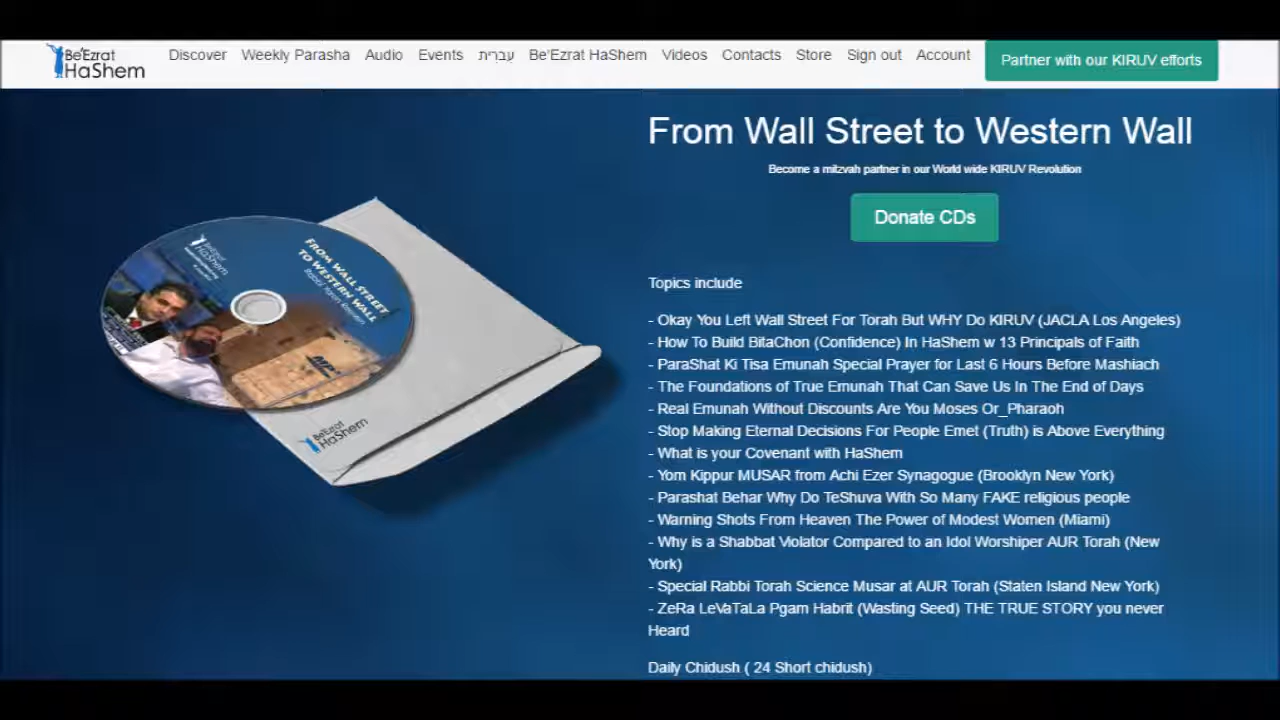 Be'Ezrat
HaShem
Discover Weekly Parasha Audio Events עברית Be'Ezrat HaShem Videos Contacts Store Sign out Account Partner with our KIRUV efforts
From Wall Street to Western Wall
Become a mitzvah partner in our World wide KIRUV Revolution
Donate CDs
Be'Ezrat
HaShem
FROM WALL STREET
TO WESTERN WALL
Be'Ezrat
HaShem
Topics include
- Okay You Left Wall Street For Torah But WHY Do KIRUV (JACLA Los Angeles)
- How To Build BitaChon (Confidence) In HaShem w 13 Principals of Faith
- ParaShat Ki Tisa Emunah Special Prayer for Last 6 Hours Before Mashiach
- The Foundations of True Emunah That Can Save Us In The End of Days
- Real Emunah Without Discounts Are You Moses Or_Pharaoh
- Stop Making Eternal Decisions For People Emet (Truth) is Above Everything
- What is your Covenant with HaShem
- Yom Kippur MUSAR from Achi Ezer Synagogue (Brooklyn New York)
- Parashat Behar Why Do TeShuva With So Many FAKE religious people
- Warning Shots From Heaven The Power of Modest Women (Miami)
- Why is a Shabbat Violator Compared to an Idol Worshiper AUR Torah (New
York)
- Special Rabbi Torah Science Musar at AUR Torah (Staten Island New York)
- ZeRa LeVaTaLa Pgam Habrit (Wasting Seed) THE TRUE STORY you never
Heard
Daily Chidush ( 24 Short chidush)